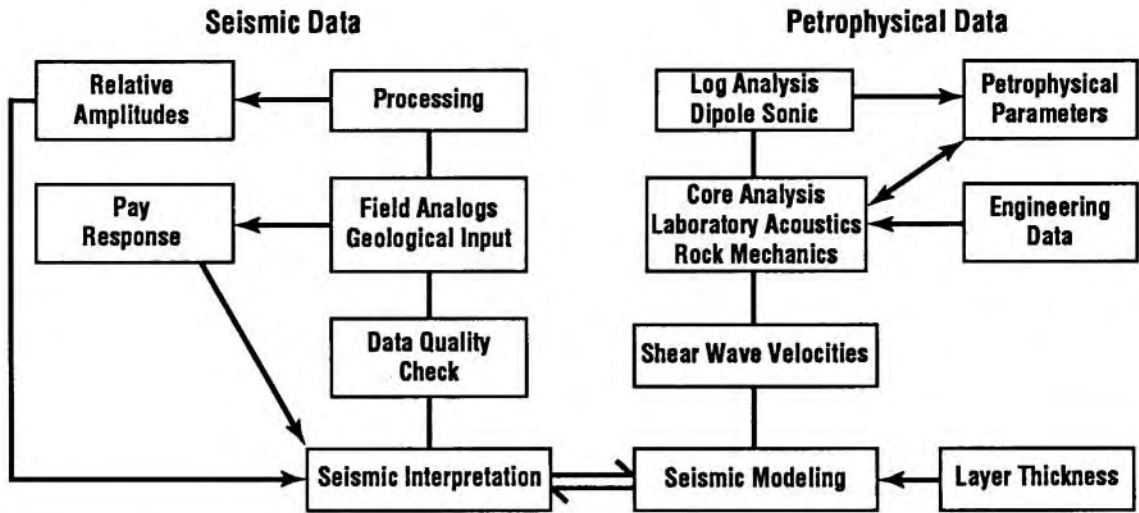 Seismic Data
Petrophysical Data
Relative
Amplitudes
Processing
Log Analysis
Dipole Sonic
Petrophysical
Parameters
Pay
Response
Field Analogs
Geological Input
Core Analysis
Laboratory Acoustics
Rock Mechanics
Engineering
Data
Data Quality
Check
Shear Wave Velocities
Seismic Interpretation
Seismic Modeling
Layer Thickness